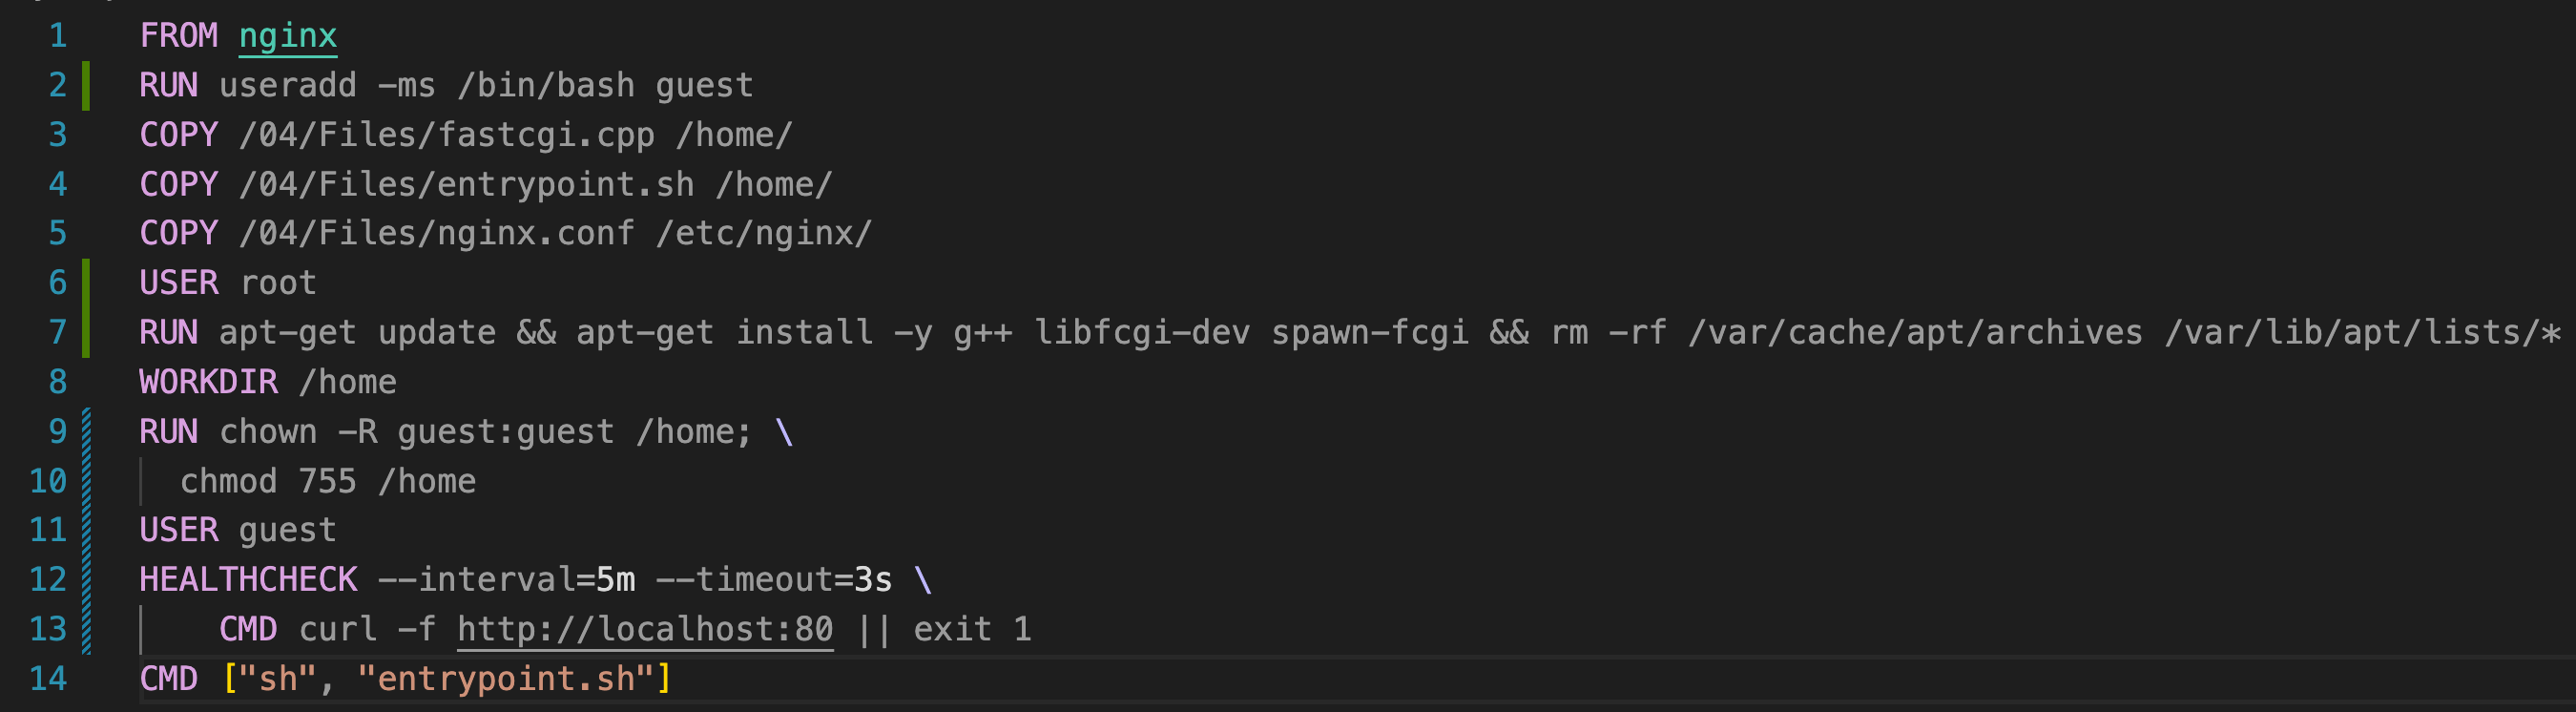 1 FROM nginx
2 RUN useradd -ms /bin/bash guest
3 COPY /04/Files/fastcgi.cpp /home/
4 COPY /04/Files/entrypoint.sh /home/
5 COPY /04/Files/nginx.conf /etc/nginx/
6 USER root
7 RUN apt-get update && apt-get install -y g++ libfcgi-dev spawn-fcgi && rm -rf /var/cache/apt/archives /var/lib/apt/lists/*
8 WORKDIR /home
9 RUN chown -R guest:guest /home; \
10 chmod 755 /home
11 USER guest
12 HEALTHCHECK --interval=5m --timeout=3s \
13 CMD curl -f http://localhost:80 || exit 1
14 CMD ["sh", "entrypoint.sh"]